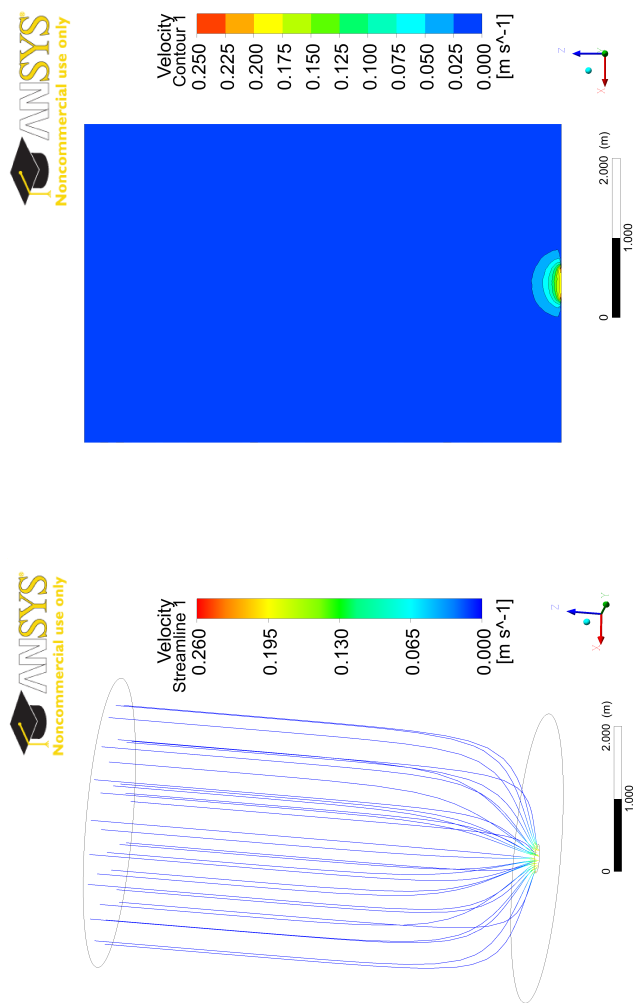 ANSYS®
Noncommercial use only
Velocity
Contour 1
0.250
0.225
0.200
0.175
0.150
0.125
0.100
0.075
0.050
0.025
0.000
[m s^-1]
Z
X
0
1.000
2.000 (m)
ANSYS®
Noncommercial use only
Velocity
Streamline 1
0.260
0.195
0.130
0.065
0.000
[m s^-1]
Z
Y
X
0
1.000
2.000 (m)